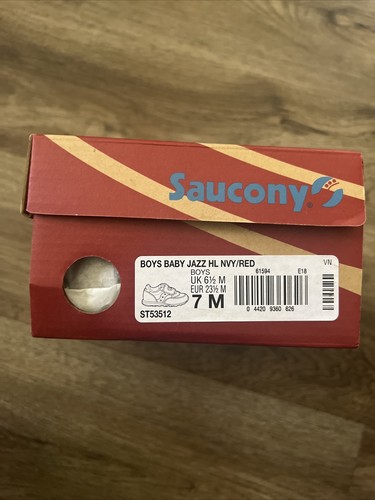 Saucony®
BOYS BABY JAZZ HL NVY/RED VN
BOYS 61594 E18
UK 6½ M
EUR 23½ M
7 M
ST53512 0 4420 9360 626